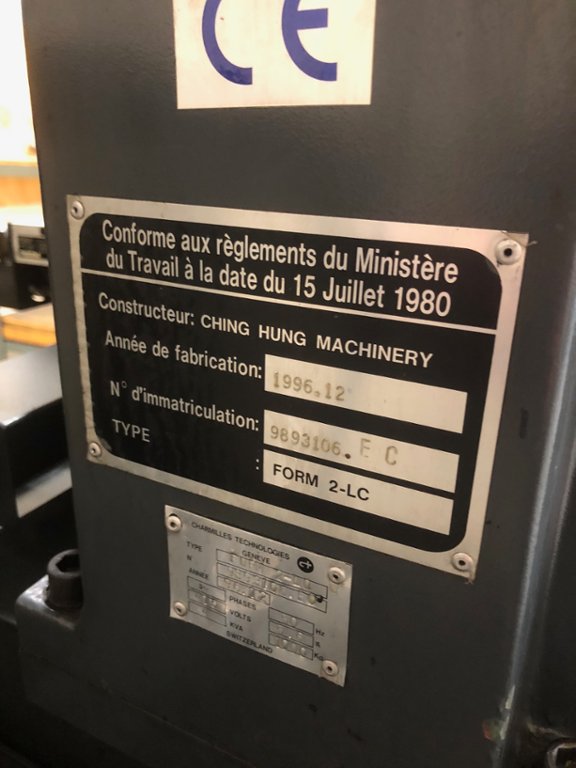 CE
Conforme aux règlements du Ministère
du Travail à la date du 15 Juillet 1980
Constructeur: CHING HUNG MACHINERY
Année de fabrication: 1996.12
N° d'immatriculation: 9893106. E C
TYPE : FORM 2-LC
CHARMILLES TECHNOLOGIES
GENEVE
TYPE
N
ANNEE
PHASES Hz
VOLTS
KVA Kg
SWITZERLAND